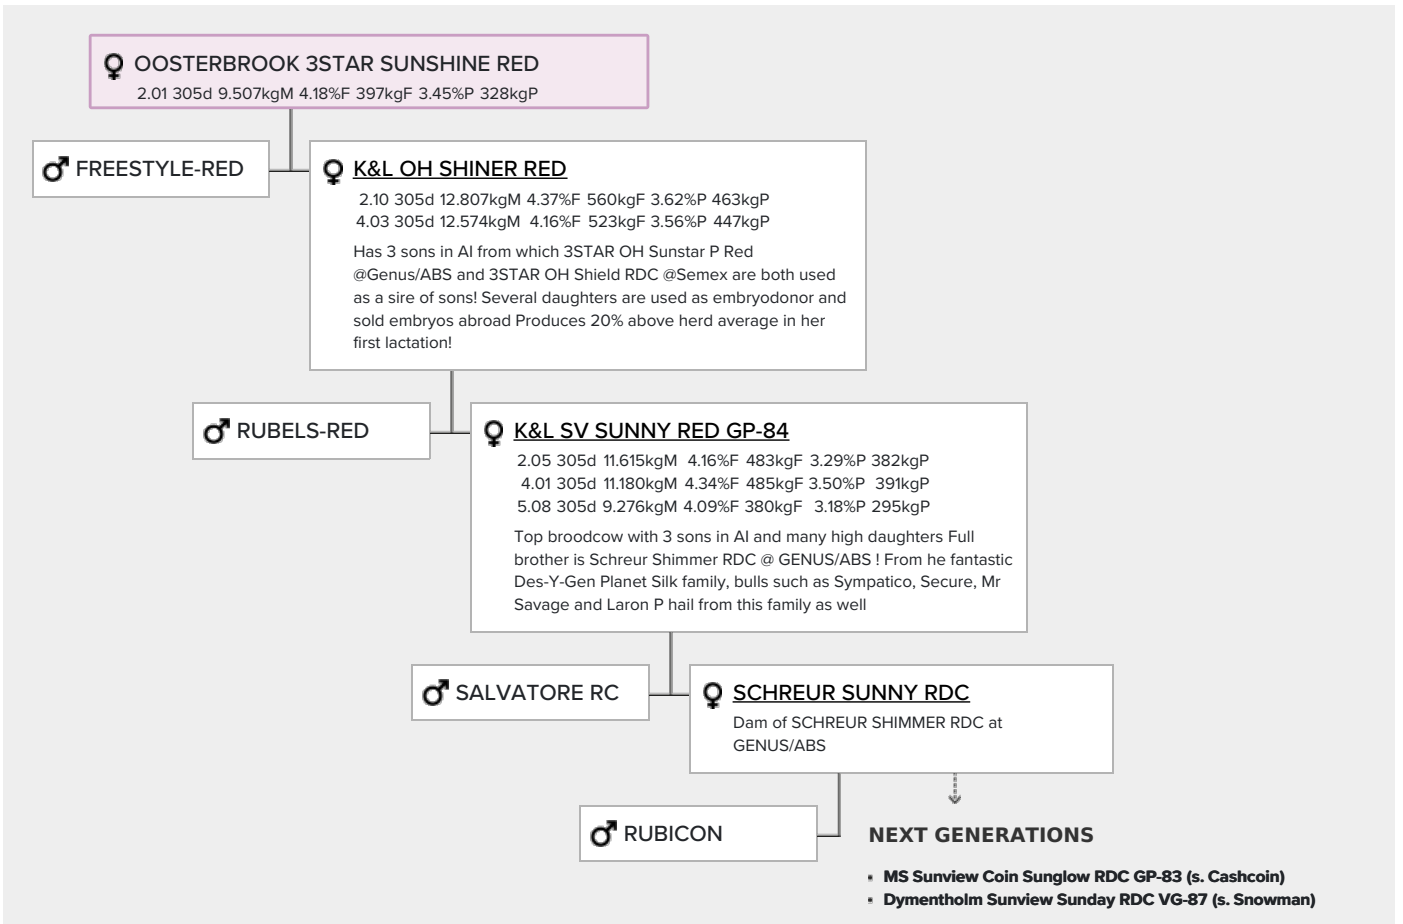 OOSTERBROOK 3STAR SUNSHINE RED
2.01 305d 9.507kgM 4.18%F 397kgF 3.45%P 328kgP
FREESTYLE-RED
K&L OH SHINER RED
2.10 305d 12.807kgM 4.37%F 560kgF 3.62%P 463kgP
4.03 305d 12.574kgM 4.16%F 523kgF 3.56%P 447kgP
Has 3 sons in AI from which 3STAR OH Sunstar P Red
@Genus/ABS and 3STAR OH Shield RDC @Semex are both used
as a sire of sons! Several daughters are used as embryodonor and
sold embryos abroad Produces 20% above herd average in her
first lactation!
RUBELS-RED
K&L SV SUNNY RED GP-84
2.05 305d 11.615kgM 4.16%F 483kgF 3.29%P 382kgP
4.01 305d 11.180kgM 4.34%F 485kgF 3.50%P 391kgP
5.08 305d 9.276kgM 4.09%F 380kgF 3.18%P 295kgP
Top broodcow with 3 sons in AI and many high daughters Full
brother is Schreur Shimmer RDC @ GENUS/ABS ! From he fantastic
Des-Y-Gen Planet Silk family, bulls such as Sympatico, Secure, Mr
Savage and Laron P hail from this family as well
SALVATORE RC
SCHREUR SUNNY RDC
Dam of SCHREUR SHIMMER RDC at
GENUS/ABS
RUBICON
NEXT GENERATIONS
MS Sunview Coin Sunglow RDC GP-83 (s. Cashcoin)
Dymentholm Sunview Sunday RDC VG-87 (s. Snowman)